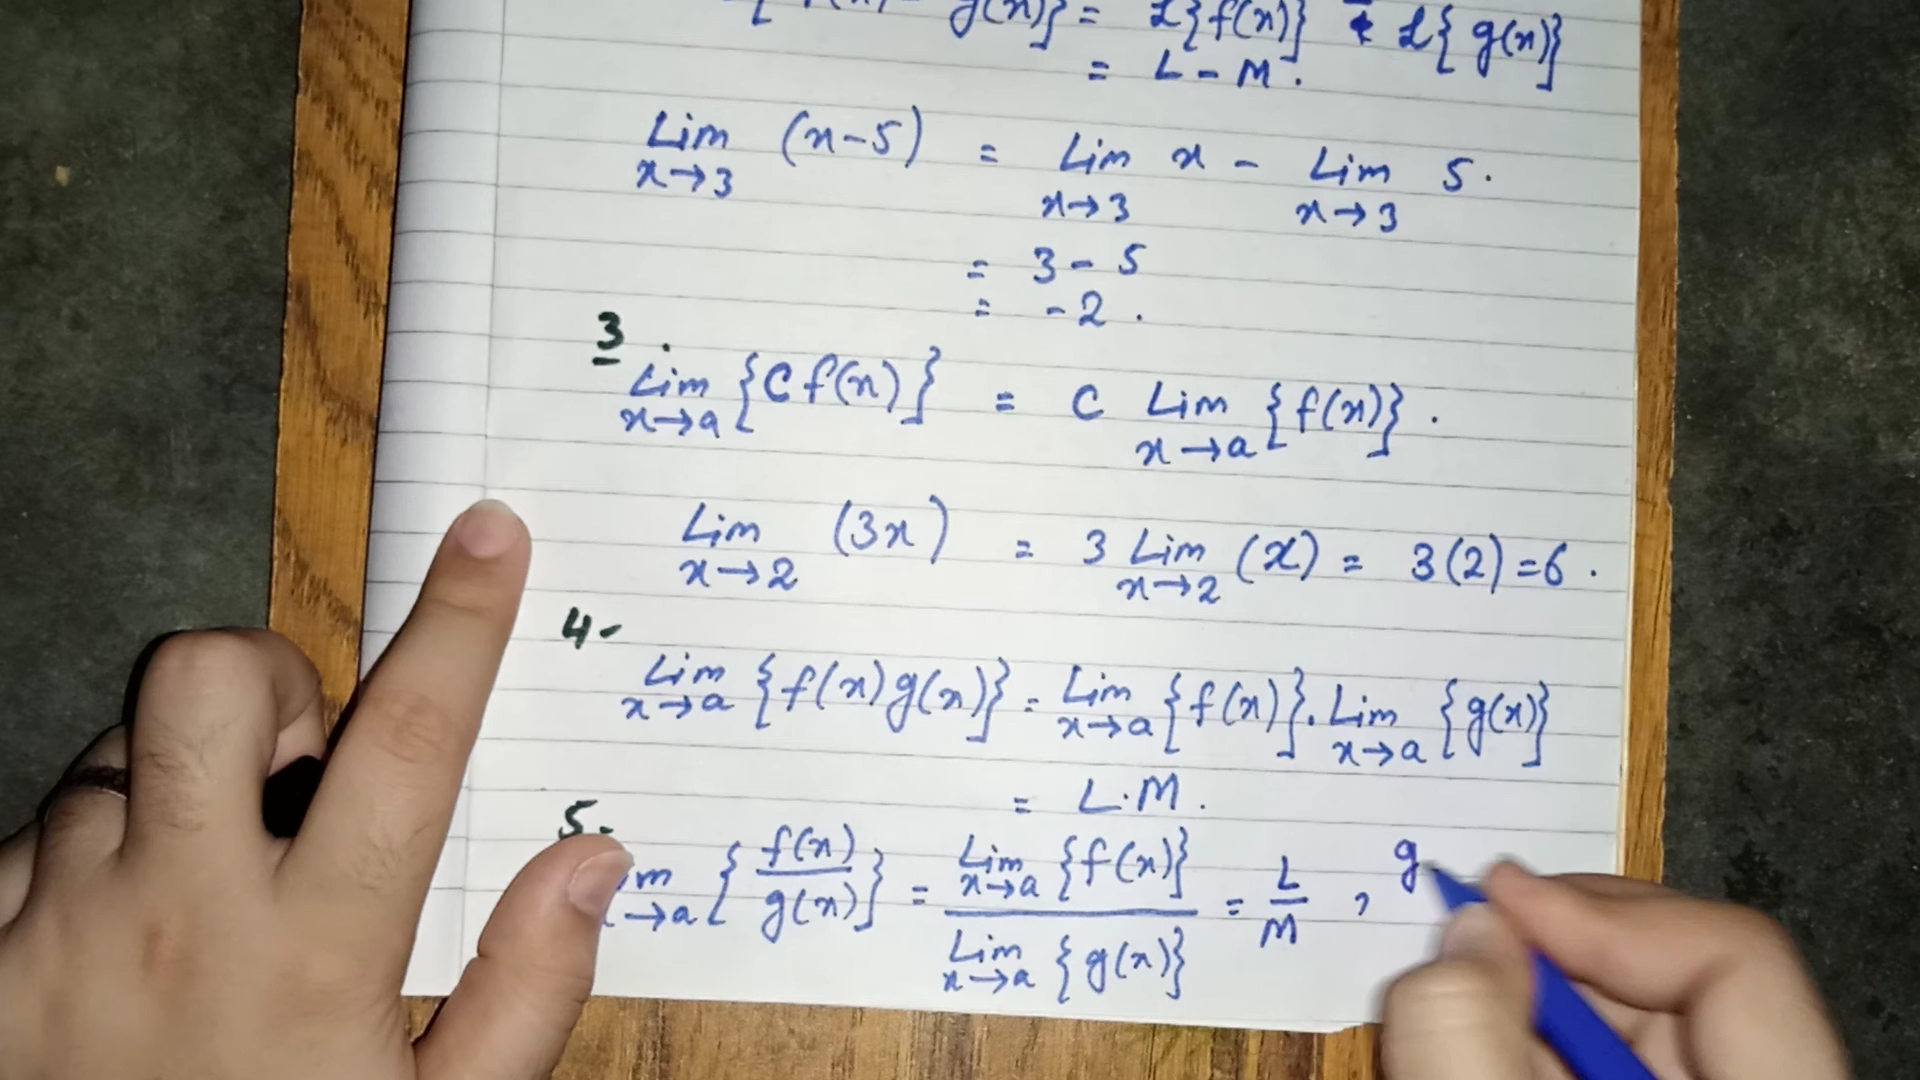 g(x)} = L{f(x)} - L{g(x)}
= L - M.
Lim x→3 (x-5) = Lim x→3 x - Lim x→3 5.
= 3 - 5
= -2.
3.
Lim x→a {C f(x)} = C Lim x→a {f(x)}.
Lim x→2 (3x) = 3 Lim x→2 (x) = 3(2) = 6.
4-
Lim x→a {f(x) g(x)} = Lim x→a {f(x)}. Lim x→a {g(x)}
= L.M.
5.
im →a {f(x)/g(x)} = Lim x→a {f(x)} / Lim x→a {g(x)} = L/M , g